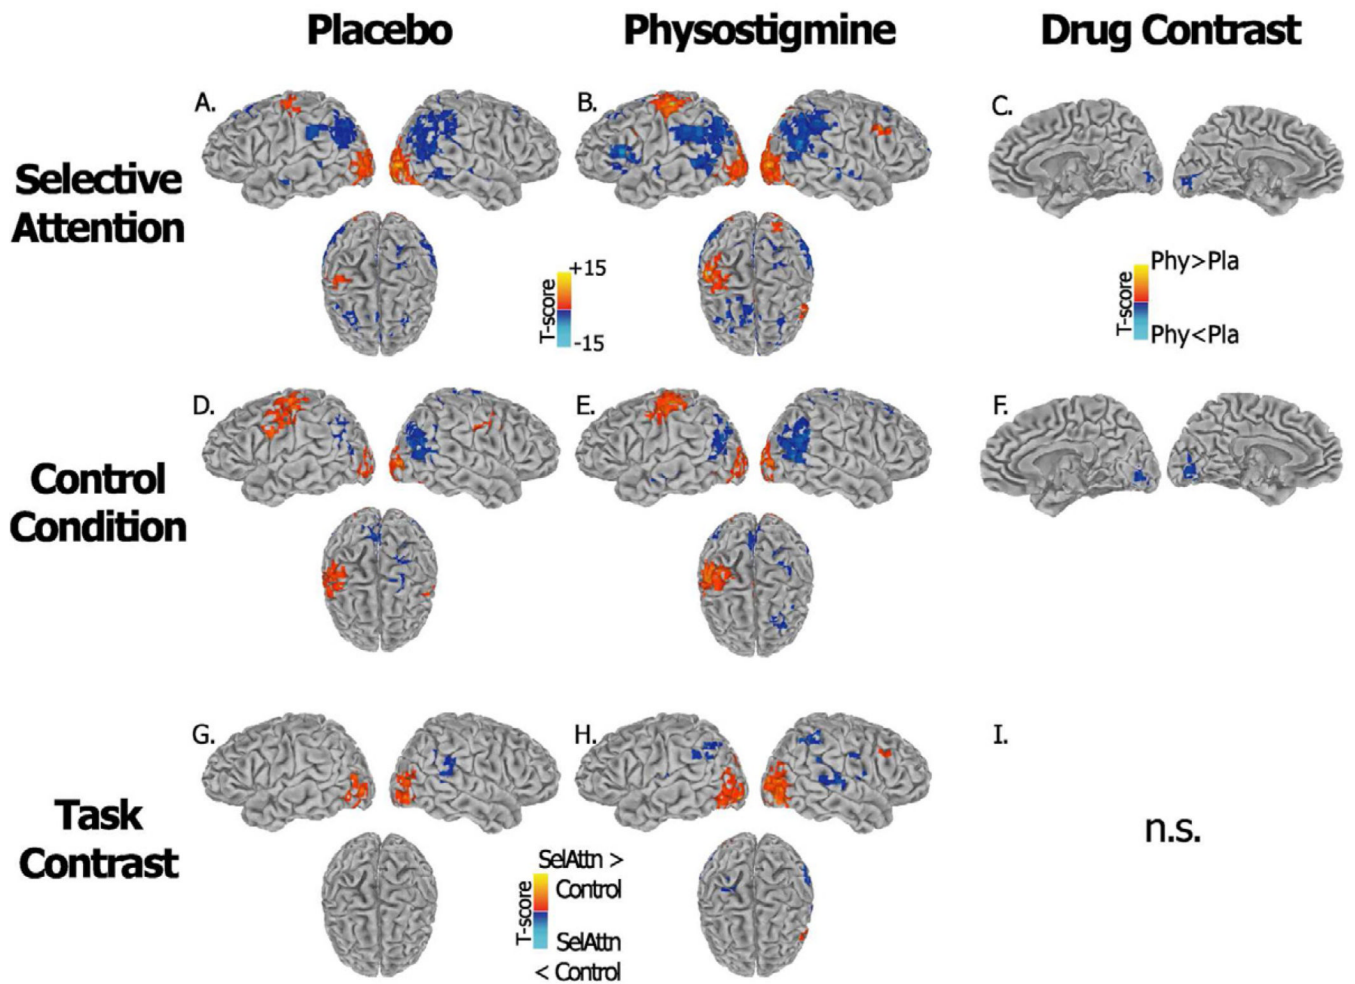 Placebo
Physostigmine
Drug Contrast
Selective
Attention
A.
B.
C.
T-score
+15
-15
T-score
Phy>Pla
Phy<Pla
Control
Condition
D.
E.
F.
Task
Contrast
G.
H.
I.
n.s.
T-score
SelAttn >
Control
SelAttn
< Control